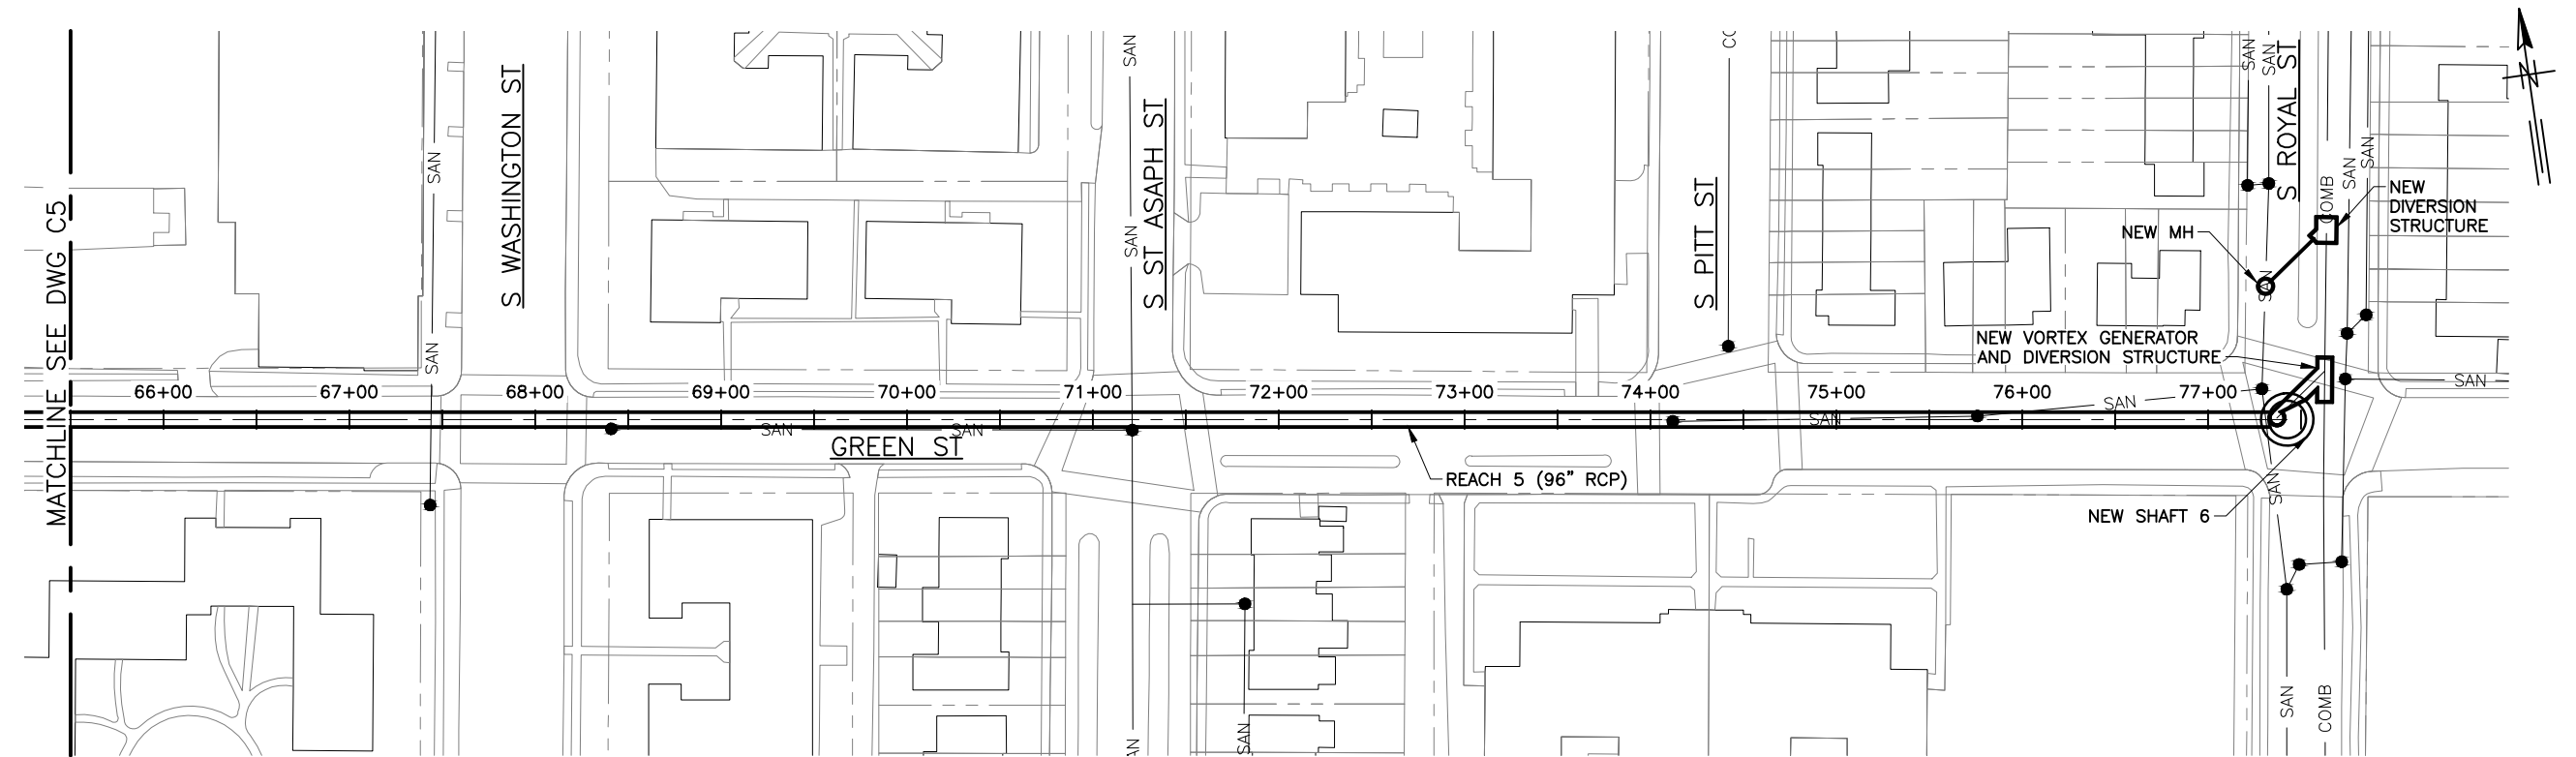 MATCHLINE SEE DWG C5
S WASHINGTON ST
S ST ASAPH ST
S PITT ST
S ROYAL ST
SAN
SAN
SAN
SAN
SAN
SAN
SAN
SAN
SAN
COMB
NEW
DIVERSION
STRUCTURE
NEW MH
SAN
NEW VORTEX GENERATOR
AND DIVERSION STRUCTURE
66+00
67+00
68+00
69+00
70+00
71+00
72+00
73+00
74+00
75+00
76+00
77+00
SAN
SAN
SAN
SAN
SAN
GREEN ST
REACH 5 (96” RCP)
SAN
NEW SHAFT 6
SAN
SAN
COMB